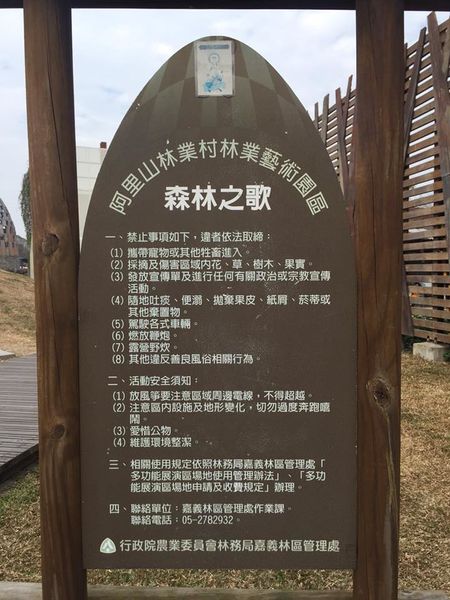 阿里山林業村林業藝術園區
森林之歌
一、禁止事項如下，違者依法取締：
(1) 攜帶寵物或其他牲畜進入。
(2) 採摘及傷害區域內花、草、樹木、果實。
(3) 發放宣傳單及進行任何有關政治或宗教宣傳
活動。
(4) 隨地吐痰、便溺、拋棄果皮、紙屑、菸蒂或
其他棄置物。
(5) 駕駛各式車輛。
(6) 燃放鞭炮。
(7) 露營野炊。
(8) 其他違反善良風俗相關行為。
二、活動安全須知：
(1) 放風箏要注意區域周邊電線，不得超越。
(2) 注意區內設施及地形變化，切勿過度奔跑嘻
鬧。
(3) 愛惜公物。
(4) 維護環境整潔。
三、相關使用規定依照林務局嘉義林區管理處「
多功能展演區場地使用管理辦法」、「多功
能展演區場地申請及收費規定」辦理。
四、聯絡單位：嘉義林區管理處作業課。
聯絡電話：05-2782932。
行政院農業委員會林務局嘉義林區管理處